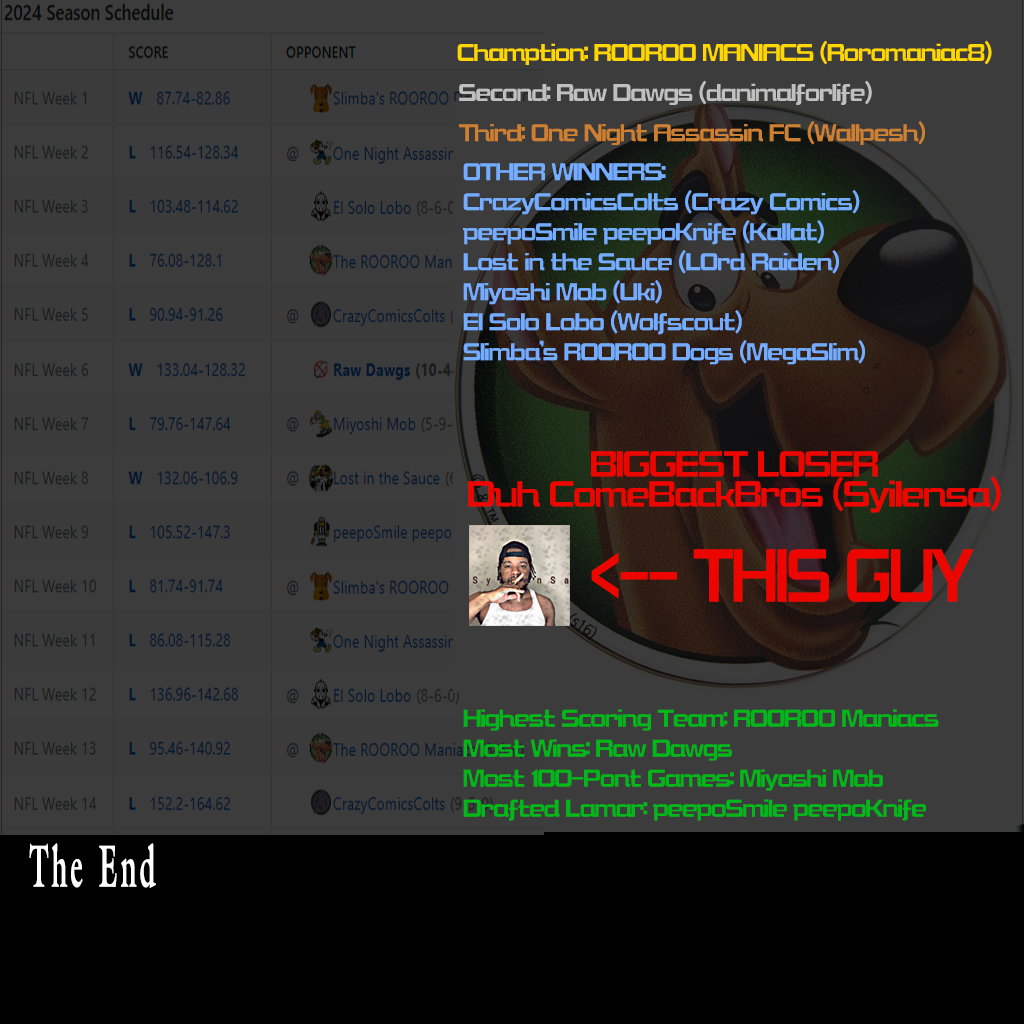 2024 Season Schedule
SCORE OPPONENT
NFL Week 1 W 87.74-82.86 Slimba's ROOROO
NFL Week 2 L 116.54-128.34 @ One Night Assassin
NFL Week 3 L 103.48-114.62 El Solo Lobo (8-6-0
NFL Week 4 L 76.08-128.1 The ROOROO Man
NFL Week 5 L 90.94-91.26 @ CrazyComicsColts (
NFL Week 6 W 133.04-128.32 Raw Dawgs (10-4-
NFL Week 7 L 79.76-147.64 @ Miyoshi Mob (5-9-
NFL Week 8 W 132.06-106.9 @ Lost in the Sauce (
NFL Week 9 L 105.52-147.3 peepoSmile peepo
NFL Week 10 L 81.74-91.74 @ Slimba's ROOROO
NFL Week 11 L 86.08-115.28 One Night Assassin
NFL Week 12 L 136.96-142.68 @ El Solo Lobo (8-6-0)
NFL Week 13 L 95.46-140.92 @ The ROOROO Mania
NFL Week 14 L 152.2-164.62 CrazyComicsColts (9
Chamption: ROOROO MANIACS (Roromaniac8)
Second: Raw Dawgs (danimalforlife)
Third: One Night Assassin FC (Wallpesh)
OTHER WINNERS:
CrazyComicsColts (Crazy Comics)
peepoSmile peepoKnife (Kallat)
Lost in the Sauce (L0rd Raiden)
Miyoshi Mob (Uki)
El Solo Lobo (Wolfscout)
Slimba's ROOROO Dogs (MegaSlim)
BIGGEST LOSER
Duh ComeBackBros (Syilensa)
SyilenSa
<-- THIS GUY
(s16)
Highest Scoring Team: ROOROO Maniacs
Most Wins: Raw Dawgs
Most 100-Pont Games: Miyoshi Mob
Drafted Lamar: peepoSmile peepoKnife
The End